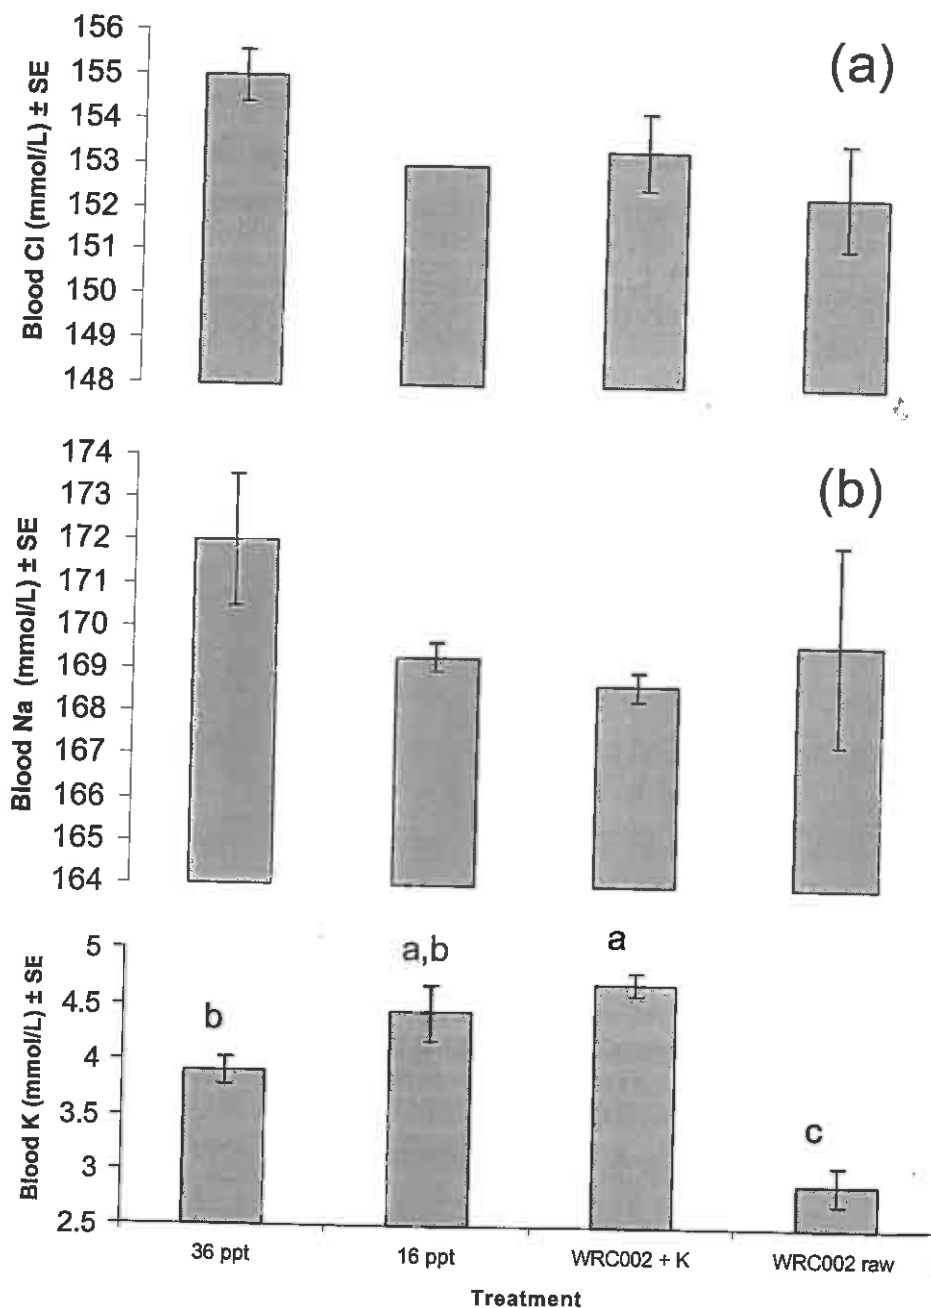 (a)
Blood Cl (mmol/L) ± SE
156
155
154
153
152
151
150
149
148
(b)
Blood Na (mmol/L) ± SE
174
173
172
171
170
169
168
167
166
165
164
Blood K (mmol/L) ± SE
5
4.5
4
3.5
3
2.5
b
a,b
a
c
36 ppt
16 ppt
WRC002 + K
WRC002 raw
Treatment